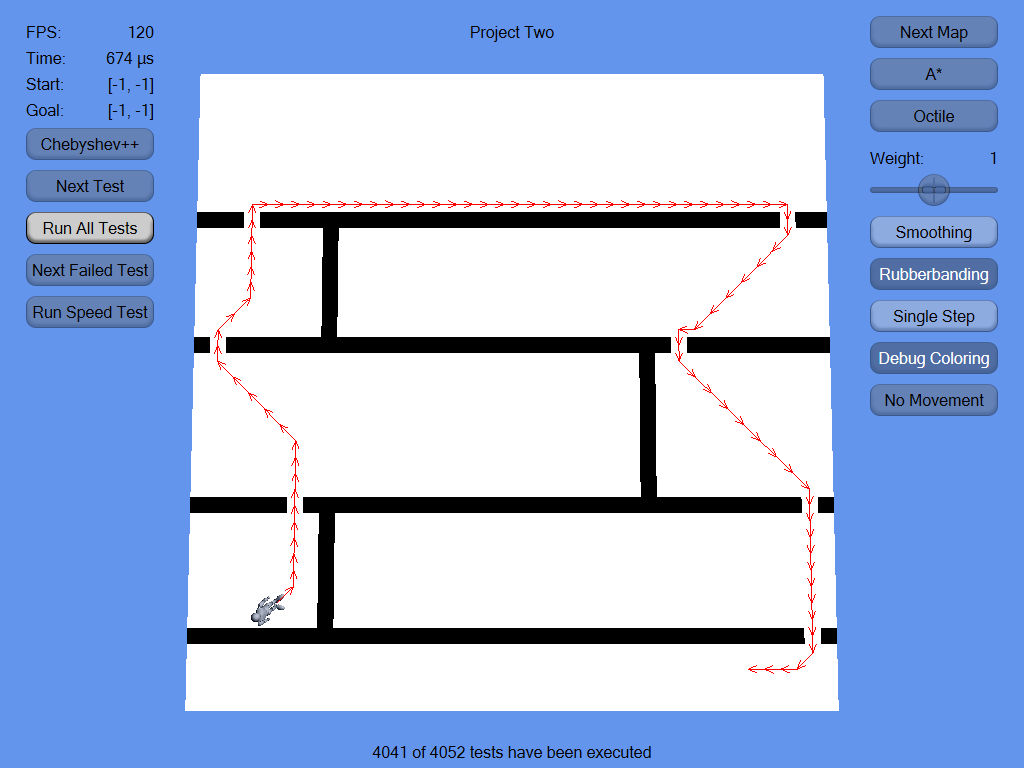 FPS: 120
Time: 674 µs
Start: [-1, -1]
Goal: [-1, -1]
Chebyshev++
Next Test
Run All Tests
Next Failed Test
Run Speed Test
Project Two
Next Map
A*
Octile
Weight: 1
Smoothing
Rubberbanding
Single Step
Debug Coloring
No Movement
4041 of 4052 tests have been executed